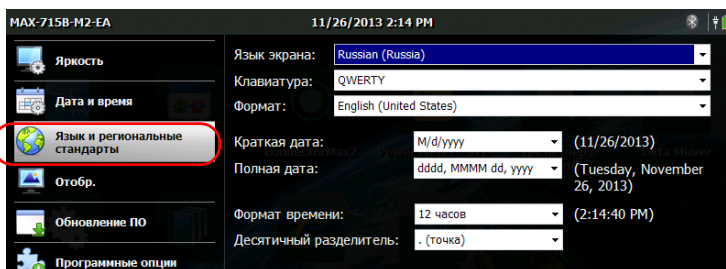 MAX-715B-M2-EA 11/26/2013 2:14 PM
Яркость
Дата и время
Язык и региональные
стандарты
Отобр.
Обновление ПО
Программные опции
Язык экрана: Russian (Russia)
Клавиатура: QWERTY
Формат: English (United States)
Краткая дата: M/d/yyyy (11/26/2013)
Полная дата: dddd, MMMM dd, yyyy (Tuesday, November
26, 2013)
Формат времени: 12 часов (2:14:40 PM)
Десятичный разделитель: . (точка)
ConnectorMax2
Data Mover